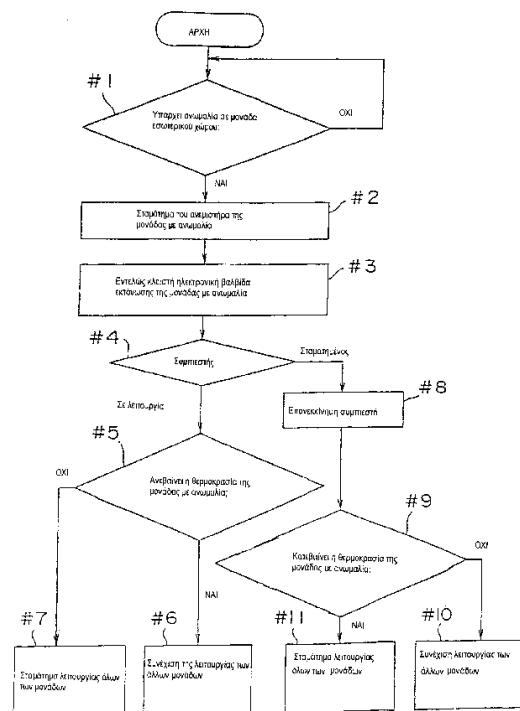 ΑΡΧΗ
#1
Υπαρχει ανωμαλία σε μονάδα
εσωτερικού χώρου;
ΟΧΙ
ΝΑΙ
#2
Σταμάτημα του ανεμιστήρα της
μονάδας με ανωμαλία
#3
Εντελώς κλειστή ηλεκτρονική βαλβίδα
εκτόνωσης της μονάδας με ανωμαλία
#4
Συμπιεστής
Σταματημένος
#8
Σε λειτουργία
Επανεκκίνηση συμπιεστή
#5
ΟΧΙ
Ανεβαίνει η θερμοκρασία της
μονάδας με ανωμαλία;
#9
Κατεβαίνει η θερμοκρασία της
μονάδας με ανωμαλία;
ΟΧΙ
ΝΑΙ
ΝΑΙ
#7
#6
#11
#10
Σταμάτημα λειτουργίας όλων
των μονάδων
Συνέχιση της λειτουργίας των
άλλων μονάδων
Σταμάτημα λειτουργίας
όλων των μονάδων
Συνέχιση λειτουργίας των
άλλων μονάδων